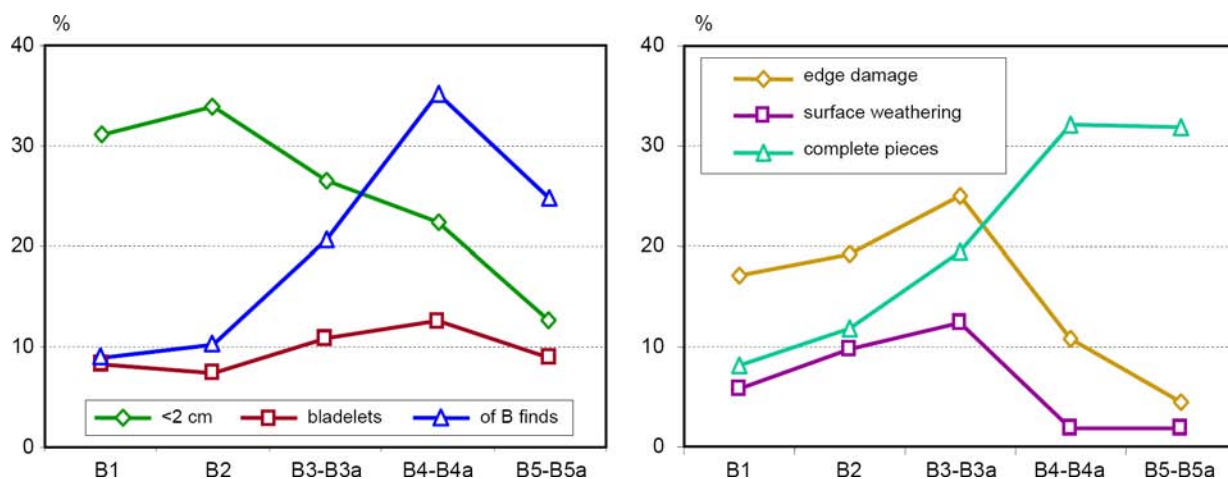 %
40
30
20
10
0
<2 cm bladelets of B finds
B1 B2 B3-B3a B4-B4a B5-B5a
%
40
edge damage
surface weathering
complete pieces
30
20
10
0
B1 B2 B3-B3a B4-B4a B5-B5a